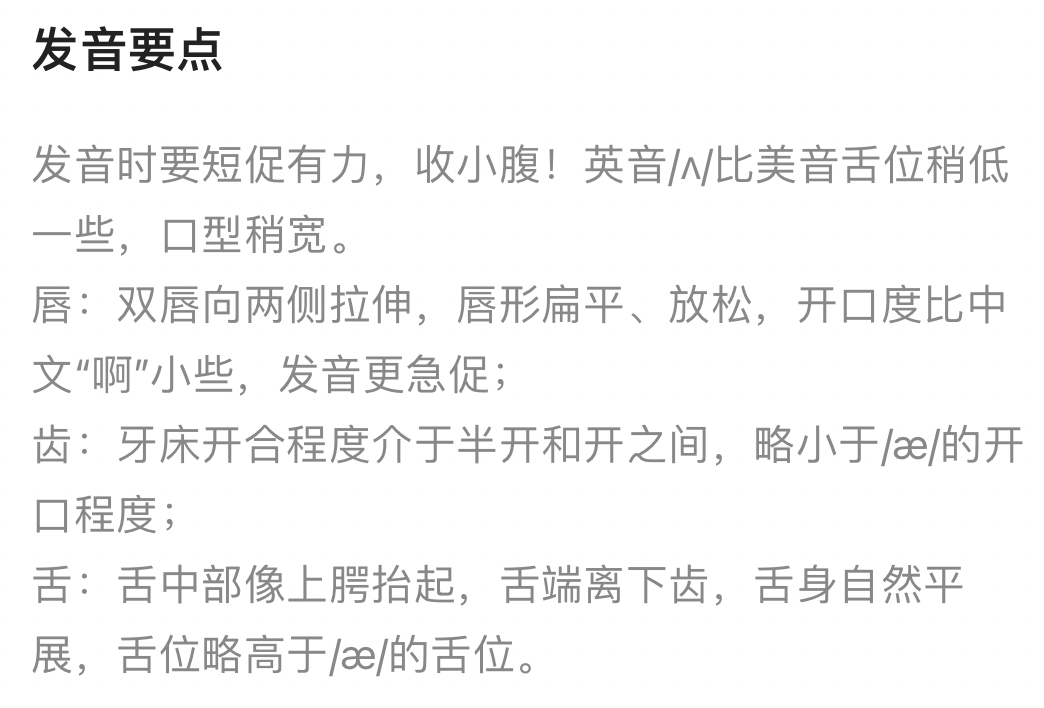 发音要点
发音时要短促有力，收小腹！英音/ʌ/比美音舌位稍低
一些，口型稍宽。
唇：双唇向两侧拉伸，唇形扁平、放松，开口度比中
文“啊”小些，发音更急促；
齿：牙床开合程度介于半开和开之间，略小于/æ/的开
口程度；
舌：舌中部像上腭抬起，舌端离下齿，舌身自然平
展，舌位略高于/æ/的舌位。